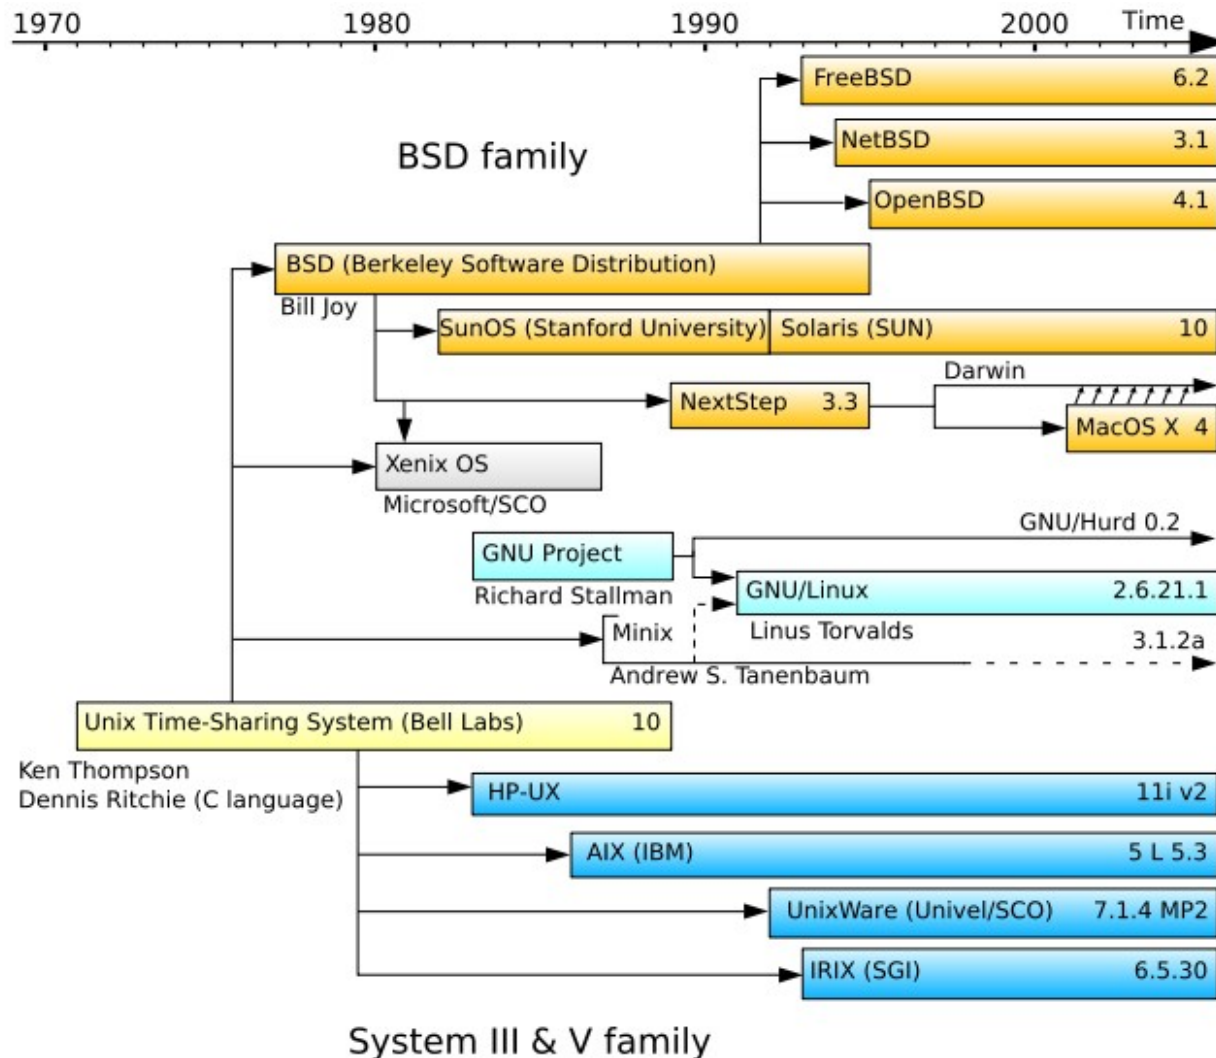 1970 1980 1990 2000 Time
FreeBSD 6.2
NetBSD 3.1
BSD family
OpenBSD 4.1
BSD (Berkeley Software Distribution)
Bill Joy
SunOS (Stanford University) Solaris (SUN) 10
Darwin
NextStep 3.3
MacOS X 4
Xenix OS
Microsoft/SCO
GNU/Hurd 0.2
GNU Project
Richard Stallman
GNU/Linux 2.6.21.1
Linus Torvalds
Minix
3.1.2a
Andrew S. Tanenbaum
Unix Time-Sharing System (Bell Labs) 10
Ken Thompson
Dennis Ritchie (C language)
HP-UX 11i v2
AIX (IBM) 5 L 5.3
UnixWare (Univel/SCO) 7.1.4 MP2
IRIX (SGI) 6.5.30
System III & V family